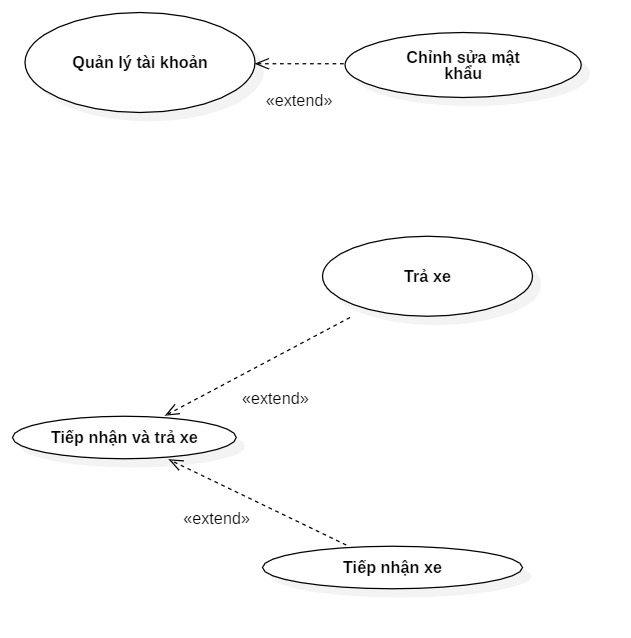 Quản lý tài khoản
Chỉnh sửa mật
khẩu
«extend»
Trả xe
«extend»
Tiếp nhận và trả xe
«extend»
Tiếp nhận xe